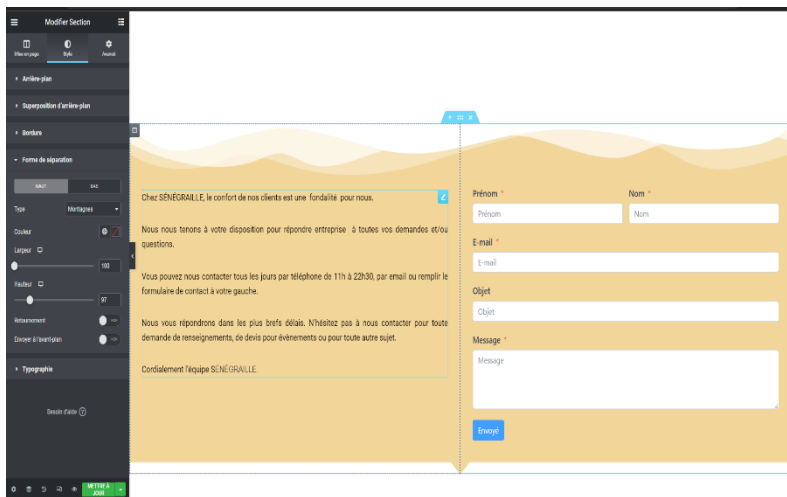 Modifier Section
Mise en page
Style
Avancé
Arrière-plan
Superposition d'arrière-plan
Bordure
Forme de séparation
HAUT
BAS
Type
Montagnes
Couleur
Largeur
100
Hauteur
97
Retournement
Envoyer à l'avant-plan
Typographie
Besoin d'aide
METTRE À
JOUR
Chez SÉNÉGRAILLE, le confort de nos clients est une fondalité pour nous.
Nous nous tenons à votre disposition pour répondre entreprise à toutes vos demandes et/ou
questions.
Vous pouvez nous contacter tous les jours par téléphone de 11h à 22h30, par email ou remplir le
formulaire de contact à votre gauche.
Nous vous répondrons dans les plus brefs délais. N'hésitez pas à nous contacter pour toute
demande de renseignements, de devis pour évènements ou pour toute autre sujet.
Cordialement l'équipe SÉNÉGRAILLE.
Prénom *
Nom *
Prénom
Nom
E-mail *
E-mail
Objet
Objet
Message *
Message
Envoyé